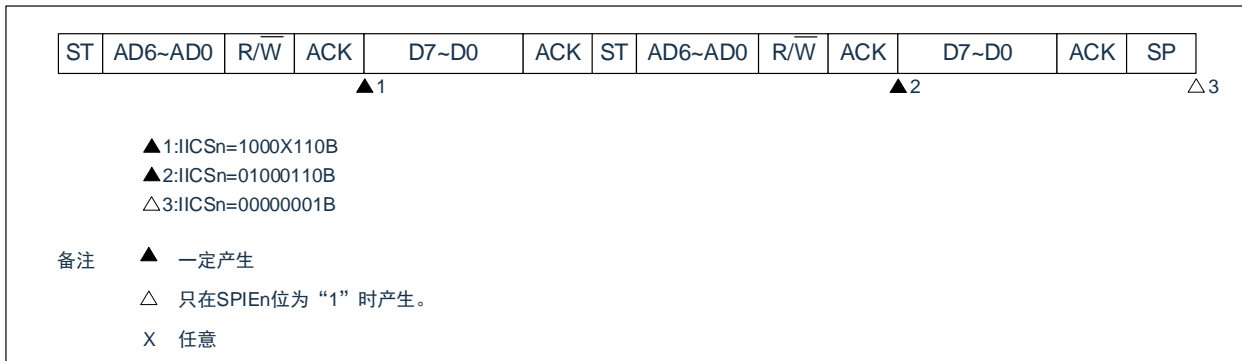 ST AD6~AD0 R/W ACK D7~D0 ACK ST AD6~AD0 R/W ACK D7~D0 ACK SP
▲1 ▲2 △3
▲1:IICSn=1000X110B
▲2:IICSn=01000110B
△3:IICSn=00000001B
备注 ▲ 一定产生
△ 只在SPIEn位为“1”时产生。
X 任意